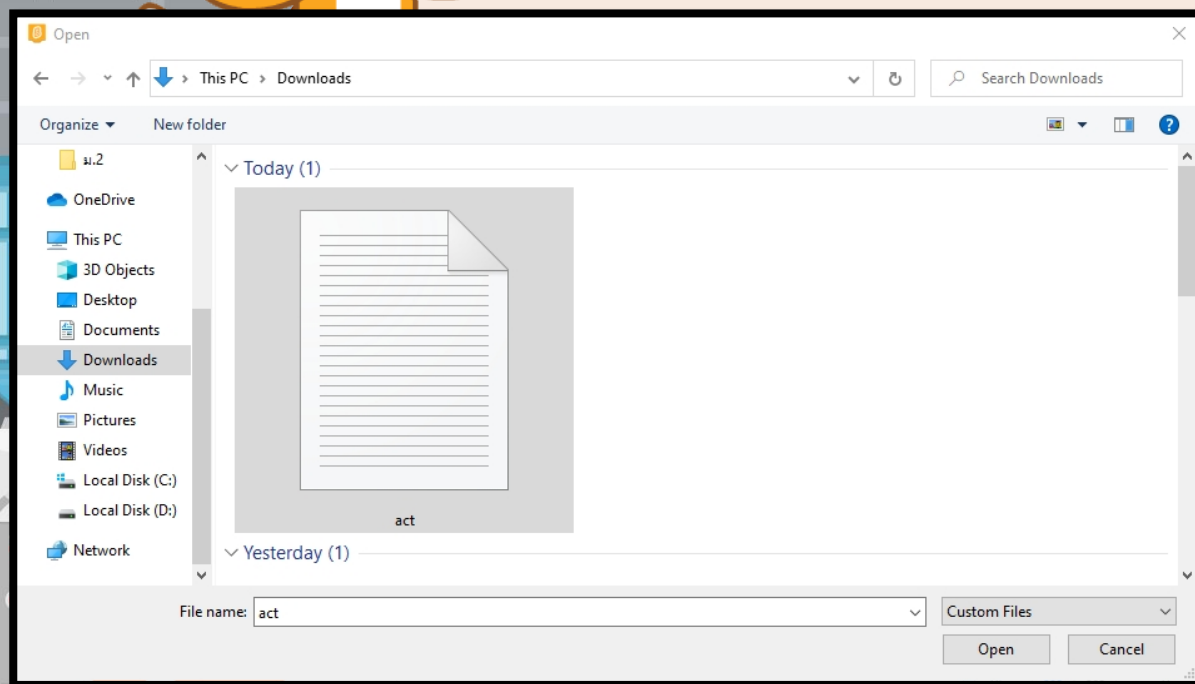 Open
This PC > Downloads
Search Downloads
Organize
New folder
ม.2
OneDrive
This PC
3D Objects
Desktop
Documents
Downloads
Music
Pictures
Videos
Local Disk (C:)
Local Disk (D:)
Network
Today (1)
act
Yesterday (1)
File name: act
Custom Files
Open
Cancel